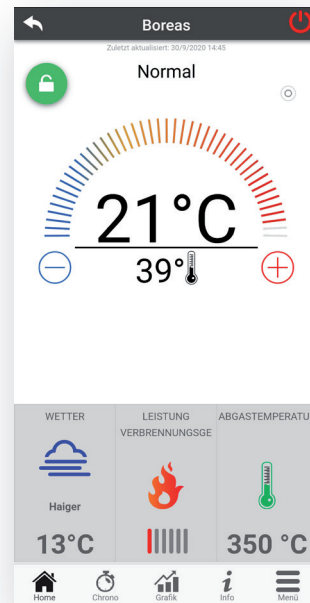 Boreas
Zuletzt aktualisiert: 30/9/2020 14:45
Normal
21°C
39°
WETTER
Haiger
13°C
LEISTUNG
VERBRENNUNGSGE
ABGASTEMPERATU
350 °C
Home
Chrono
Grafik
Info
Menü